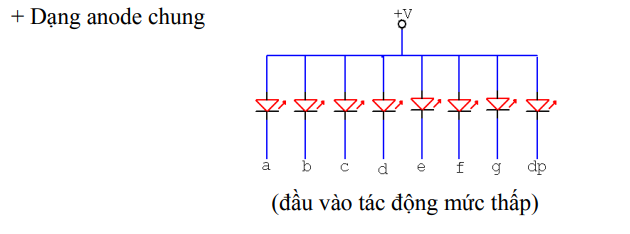 + Dạng anode chung
+V
a b c d e f g dp
(đầu vào tác động mức thấp)